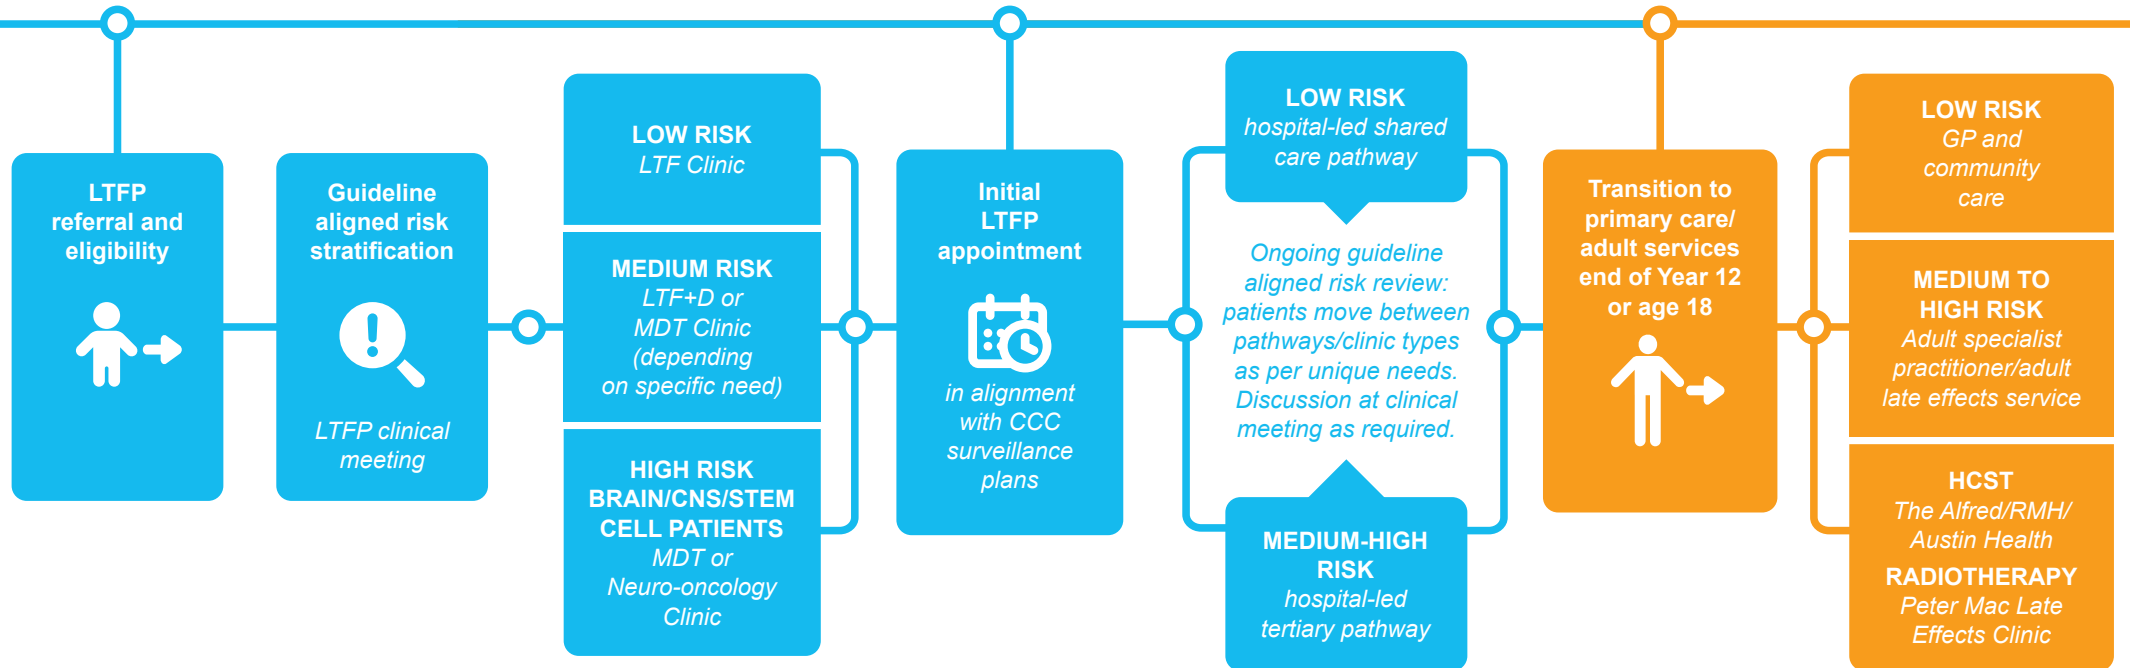 LTFP
referral and
eligibility
Guideline
aligned risk
stratification
LTFP clinical
meeting
LOW RISK
LTF Clinic
MEDIUM RISK
LTF+D or
MDT Clinic
(depending
on specific need)
HIGH RISK
BRAIN/CNS/STEM
CELL PATIENTS
MDT or
Neuro-oncology
Clinic
Initial
LTFP
appointment
in alignment
with CCC
surveillance
plans
LOW RISK
hospital-led shared
care pathway
Ongoing guideline
aligned risk review:
patients move between
pathways/clinic types
as per unique needs.
Discussion at clinical
meeting as required.
MEDIUM-HIGH
RISK
hospital-led
tertiary pathway
Transition to
primary care/
adult services
end of Year 12
or age 18
LOW RISK
GP and
community
care
MEDIUM TO
HIGH RISK
Adult specialist
practitioner/adult
late effects service
HCST
The Alfred/RMH/
Austin Health
RADIOTHERAPY
Peter Mac Late
Effects Clinic